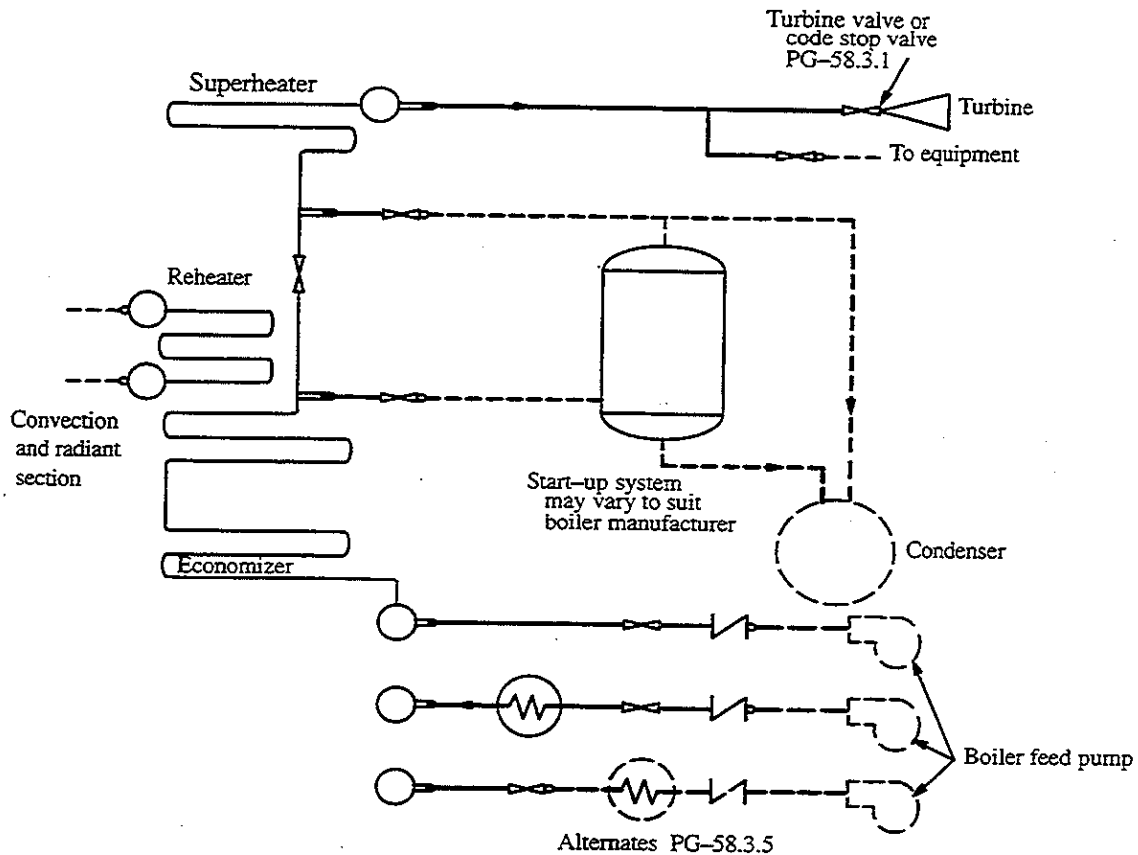 Turbine valve or
code stop valve
PG–58.3.1
Superheater
Turbine
To equipment
Reheater
Convection
and radiant
section
Start–up system
may vary to suit
boiler manufacturer
Condenser
Economizer
Boiler feed pump
Alternates PG–58.3.5